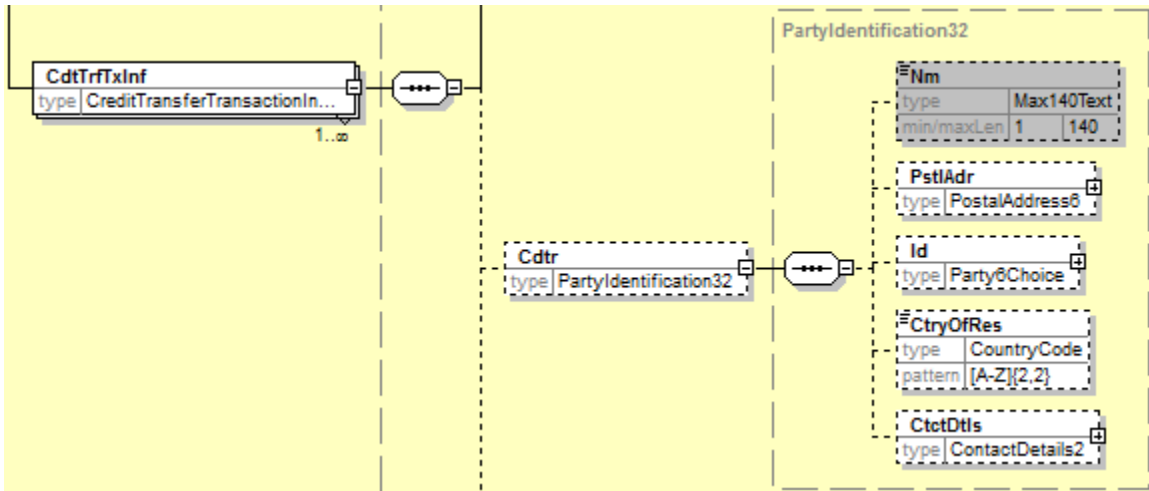 PartyIdentification32
CdtTrfTxInf
type CreditTransferTransactionIn...
1..∞
Nm
type Max140Text
min/maxLen 1 140
PstlAdr
type PostalAddress6
Cdtr
type PartyIdentification32
Id
type Party6Choice
CtryOfRes
type CountryCode
pattern [A-Z]{2,2}
CtctDtls
type ContactDetails2